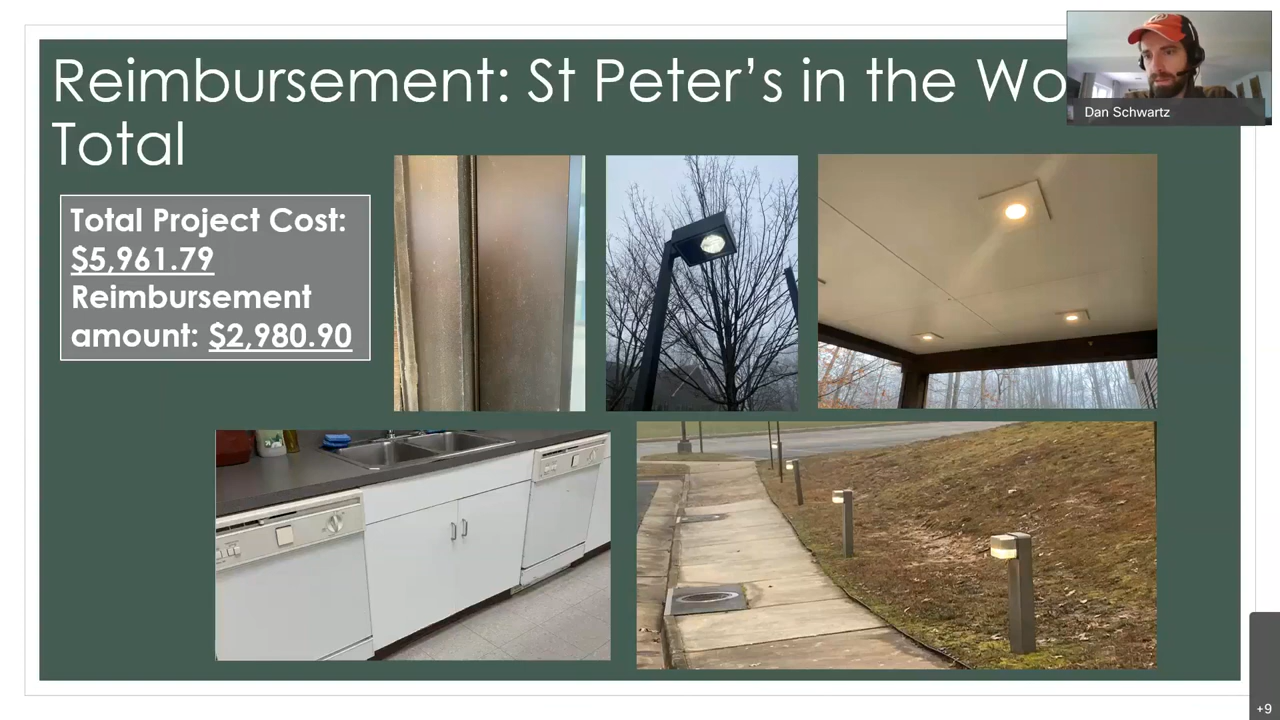 Reimbursement: St Peter's in the Wo
Total
Dan Schwartz
Total Project Cost:
$5,961.79
Reimbursement
amount: $2,980.90
+9